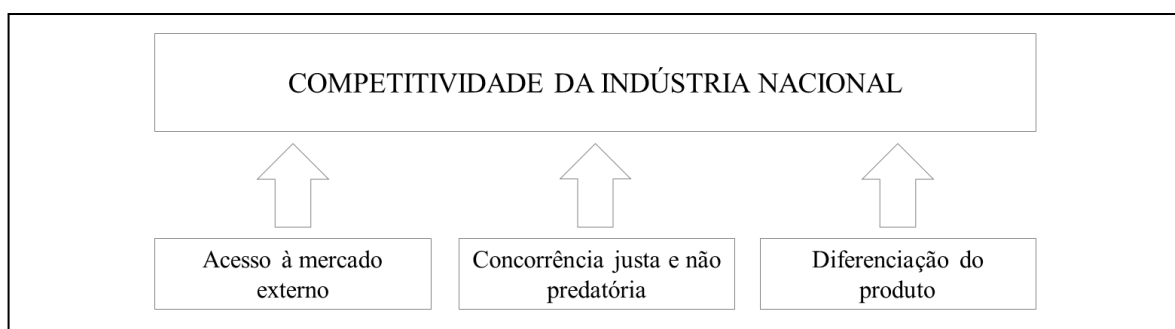 COMPETITIVIDADE DA INDÚSTRIA NACIONAL
Acesso à mercado
externo
Concorrência justa e não
predatória
Diferenciação do
produto